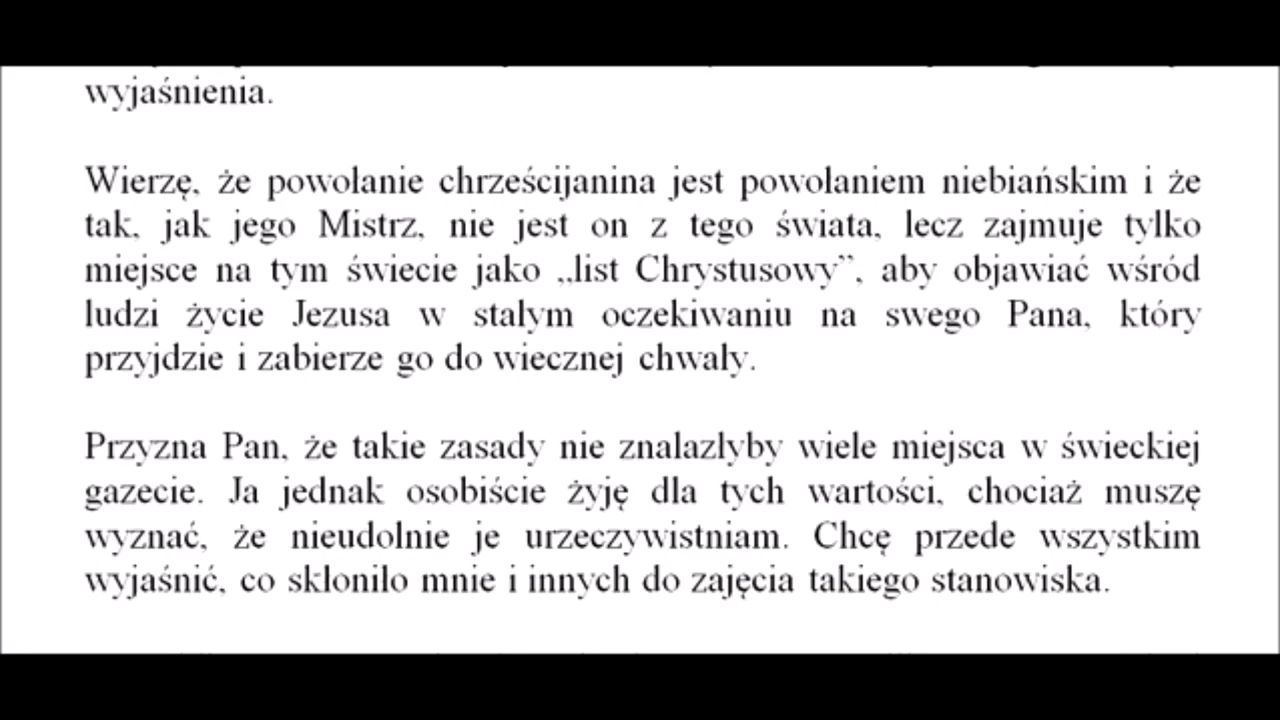 wyjaśnienia.
Wierzę, że powołanie chrześcijanina jest powołaniem niebiańskim i że
tak, jak jego Mistrz, nie jest on z tego świata, lecz zajmuje tylko
miejsce na tym świecie jako „list Chrystusowy”, aby objawiać wśród
ludzi życie Jezusa w stałym oczekiwaniu na swego Pana, który
przyjdzie i zabierze go do wiecznej chwały.
Przyzna Pan, że takie zasady nie znalazłyby wiele miejsca w świeckiej
gazecie. Ja jednak osobiście żyję dla tych wartości, chociaż muszę
wyznać, że nieudolnie je urzeczywistniam. Chcę przede wszystkim
wyjaśnić, co skłoniło mnie i innych do zajęcia takiego stanowiska.